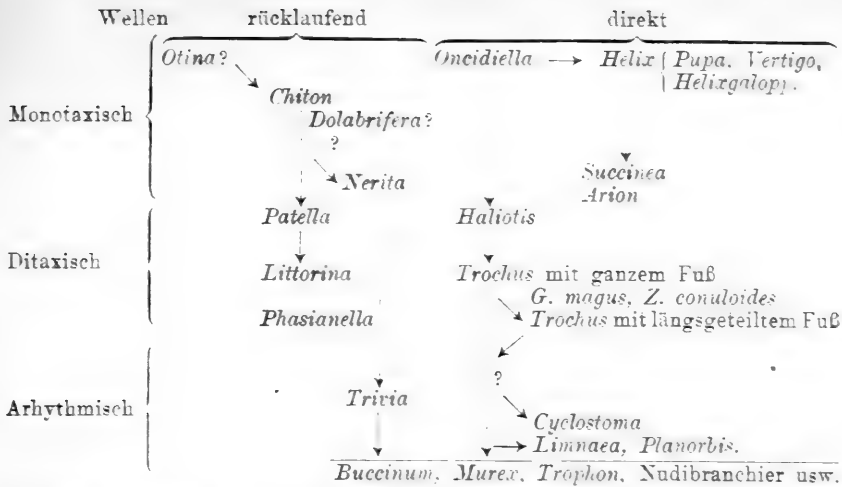 Wellen rücklaufend direkt
Otina? Oncidiella → Helix { Pupa. Vertigo,
Helixgalopp.
Chiton
Monotaxisch Dolabrifera?
?
Succinea
Nerita
Arion
Patella Haliotis
Ditaxisch
Littorina Trochus mit ganzem Fuß
G. magus, Z. conuloides
Phasianella Trochus mit längsgeteiltem Fuß
?
Trivia
Arhythmisch
Cyclostoma
Limnaea, Planorbis.
Buccinum, Murex, Trophon, Nudibranchier usw.